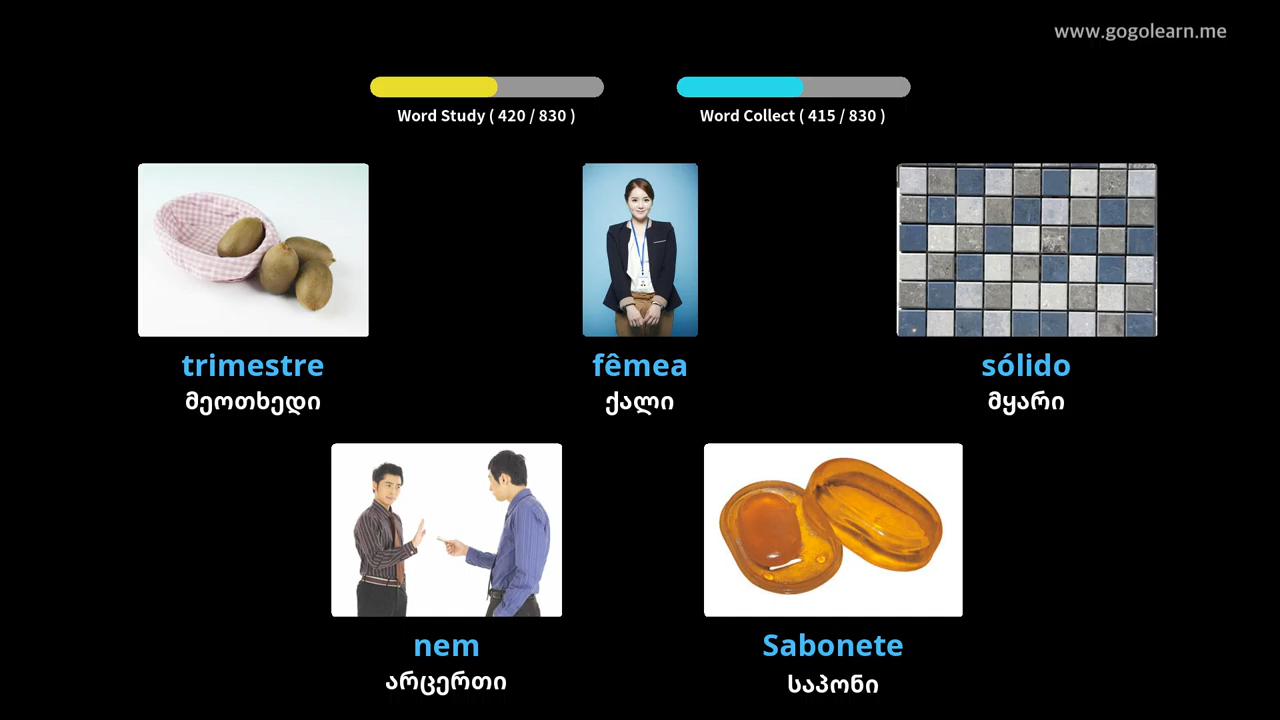 www.gogolearn.me
Word Study ( 420 / 830 )
Word Collect ( 415 / 830 )
trimestre
მეოთხედი
fêmea
ქალი
sólido
მყარი
nem
არცერთი
Sabonete
საპონი